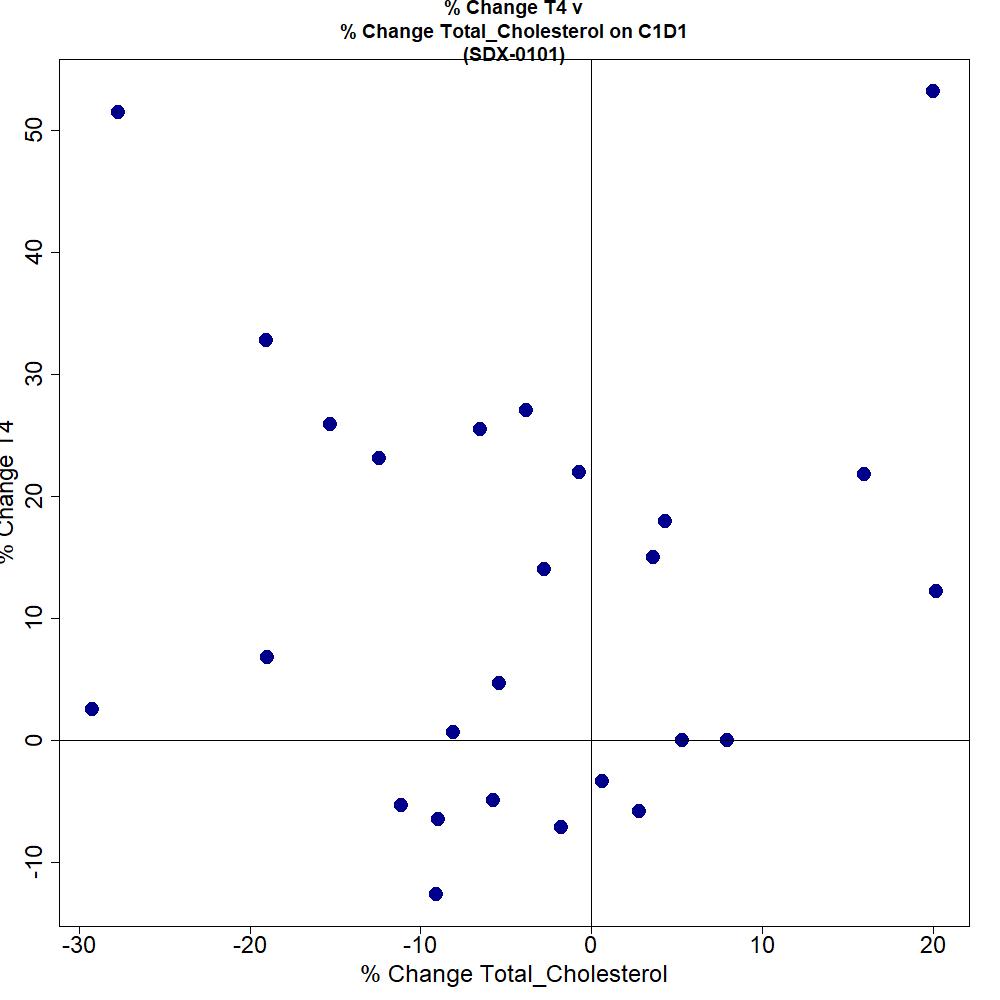 % Change T4 v
% Change Total_Cholesterol on C1D1
(SDX-0101)
50
40
30
20
10
0
-10
% Change T4
-30 -20 -10 0 10 20
% Change Total_Cholesterol